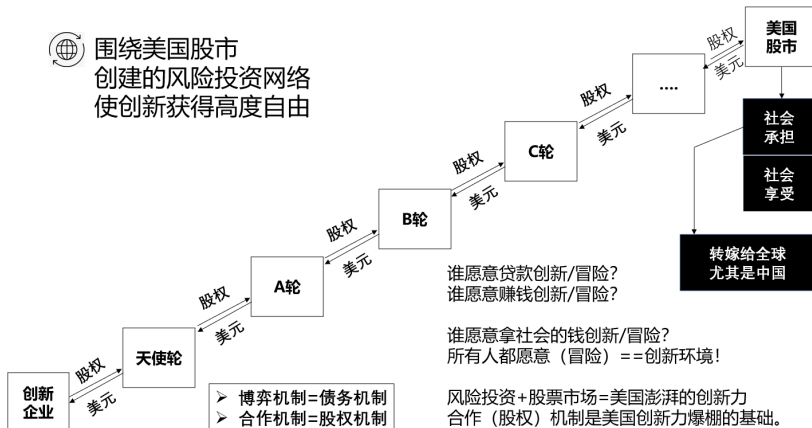 围绕美国股市
创建的风险投资网络
使创新获得高度自由
美国
股市
股权
美元
....
社会
承担
社会
享受
转嫁给全球
尤其是中国
股权
美元
C轮
股权
美元
B轮
股权
美元
A轮
股权
美元
天使轮
股权
美元
创新
企业
➢ 博弈机制=债务机制
➢ 合作机制=股权机制
谁愿意贷款创新/冒险?
谁愿意赚钱创新/冒险?
谁愿意拿社会的钱创新/冒险?
所有人都愿意（冒险）==创新环境!
风险投资+股票市场=美国澎湃的创新力
合作（股权）机制是美国创新力爆棚的基础。